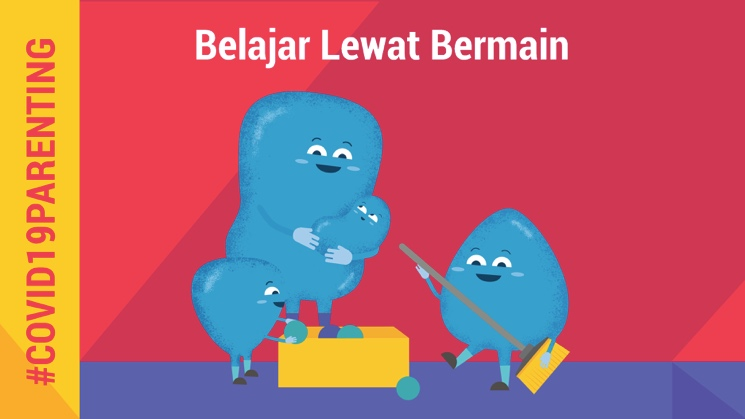 Belajar Lewat Bermain
#COVID19PARENTING